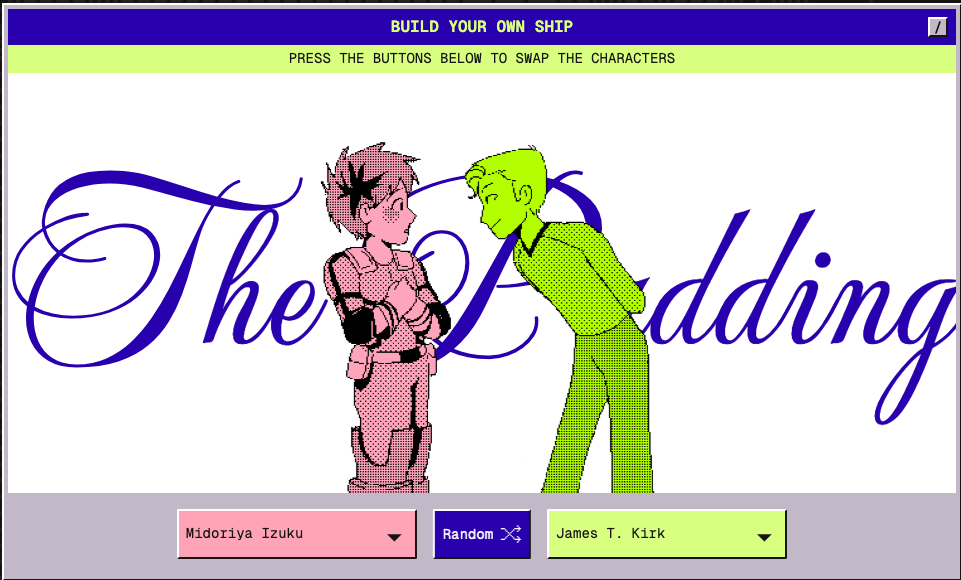 BUILD YOUR OWN SHIP
/
PRESS THE BUTTONS BELOW TO SWAP THE CHARACTERS
The Pudding
Midoriya Izuku
Random
James T. Kirk